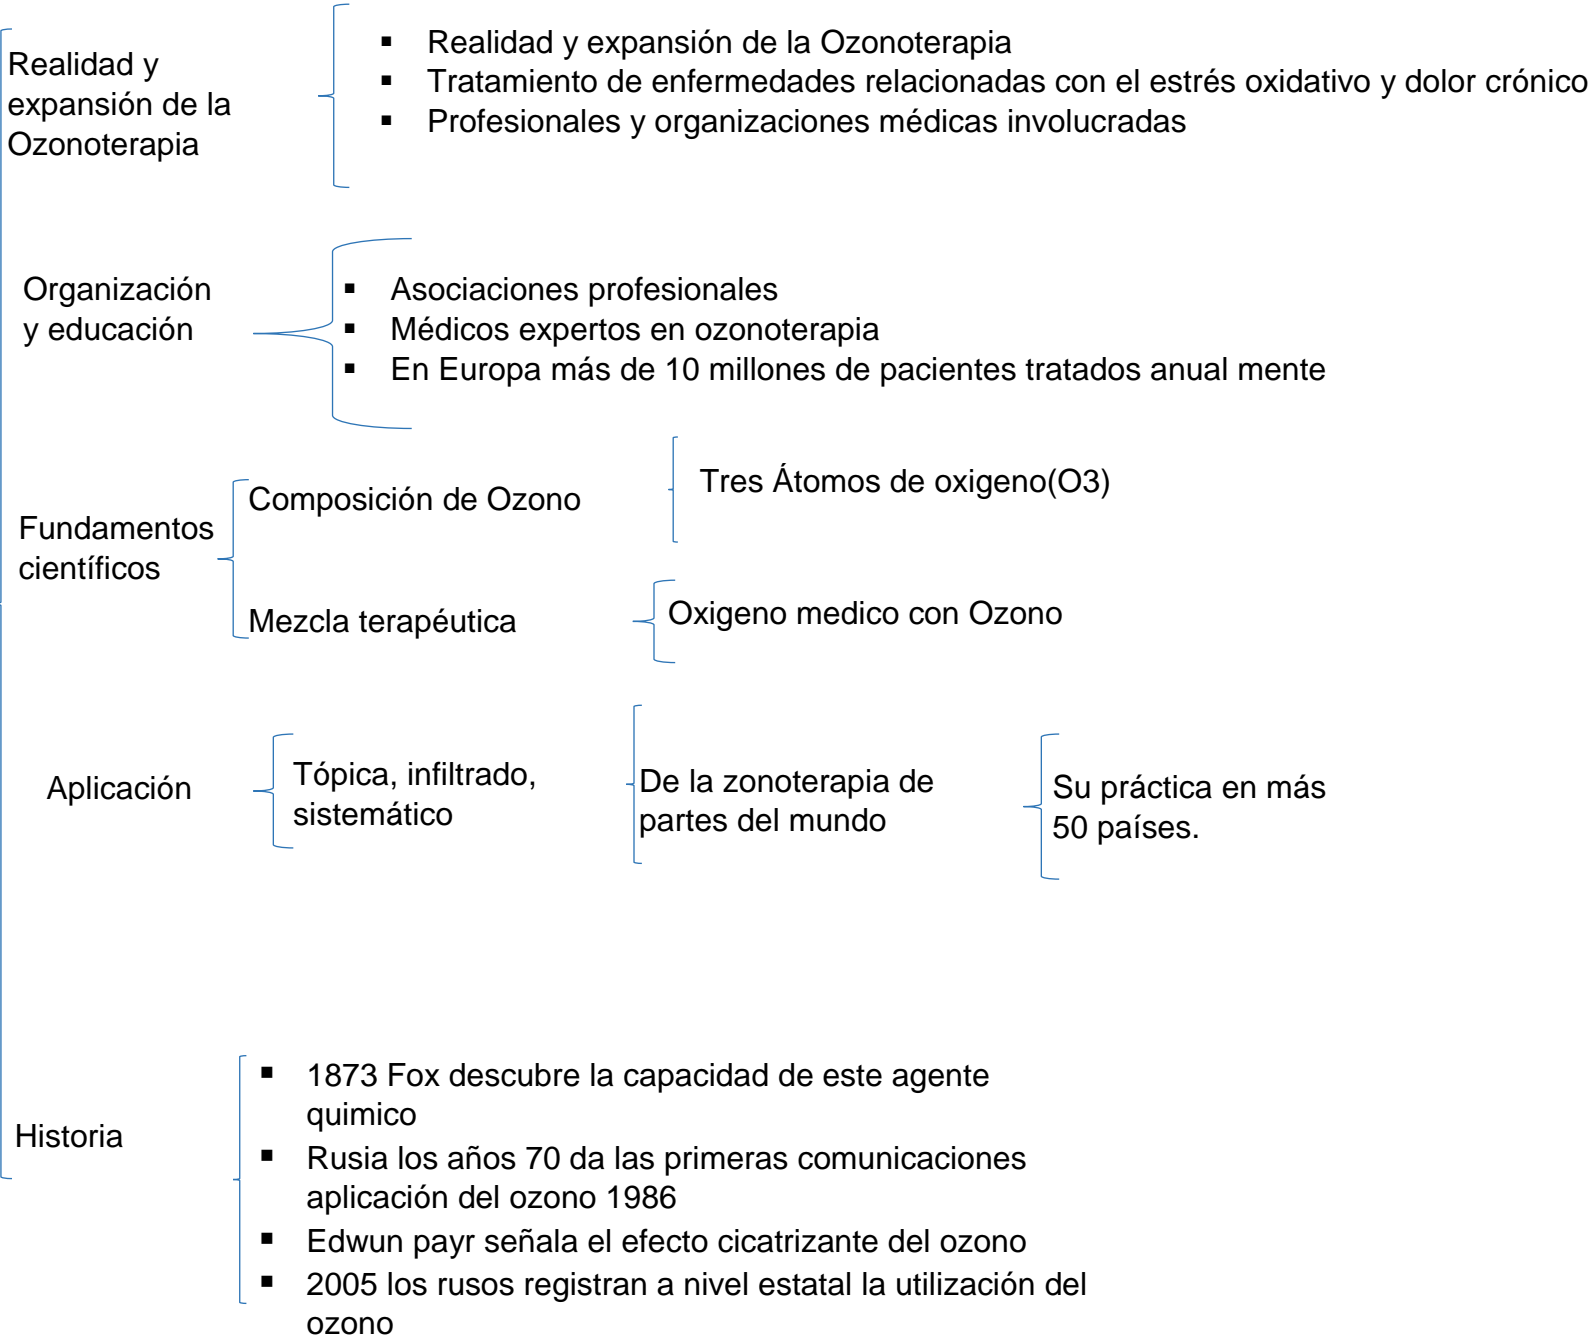 Realidad y
expansión de la
Ozonoterapia
▪ Realidad y expansión de la Ozonoterapia
▪ Tratamiento de enfermedades relacionadas con el estrés oxidativo y dolor crónico
▪ Profesionales y organizaciones médicas involucradas
Organización
y educación
▪ Asociaciones profesionales
▪ Médicos expertos en ozonoterapia
▪ En Europa más de 10 millones de pacientes tratados anual mente
Fundamentos
científicos
Composición de Ozono
Tres Átomos de oxigeno(O3)
Mezcla terapéutica
Oxigeno medico con Ozono
Aplicación
Tópica, infiltrado,
sistemático
De la zonoterapia de
partes del mundo
Su práctica en más
50 países.
Historia
▪ 1873 Fox descubre la capacidad de este agente
quimico
▪ Rusia los años 70 da las primeras comunicaciones
aplicación del ozono 1986
▪ Edwun payr señala el efecto cicatrizante del ozono
▪ 2005 los rusos registran a nivel estatal la utilización del
ozono